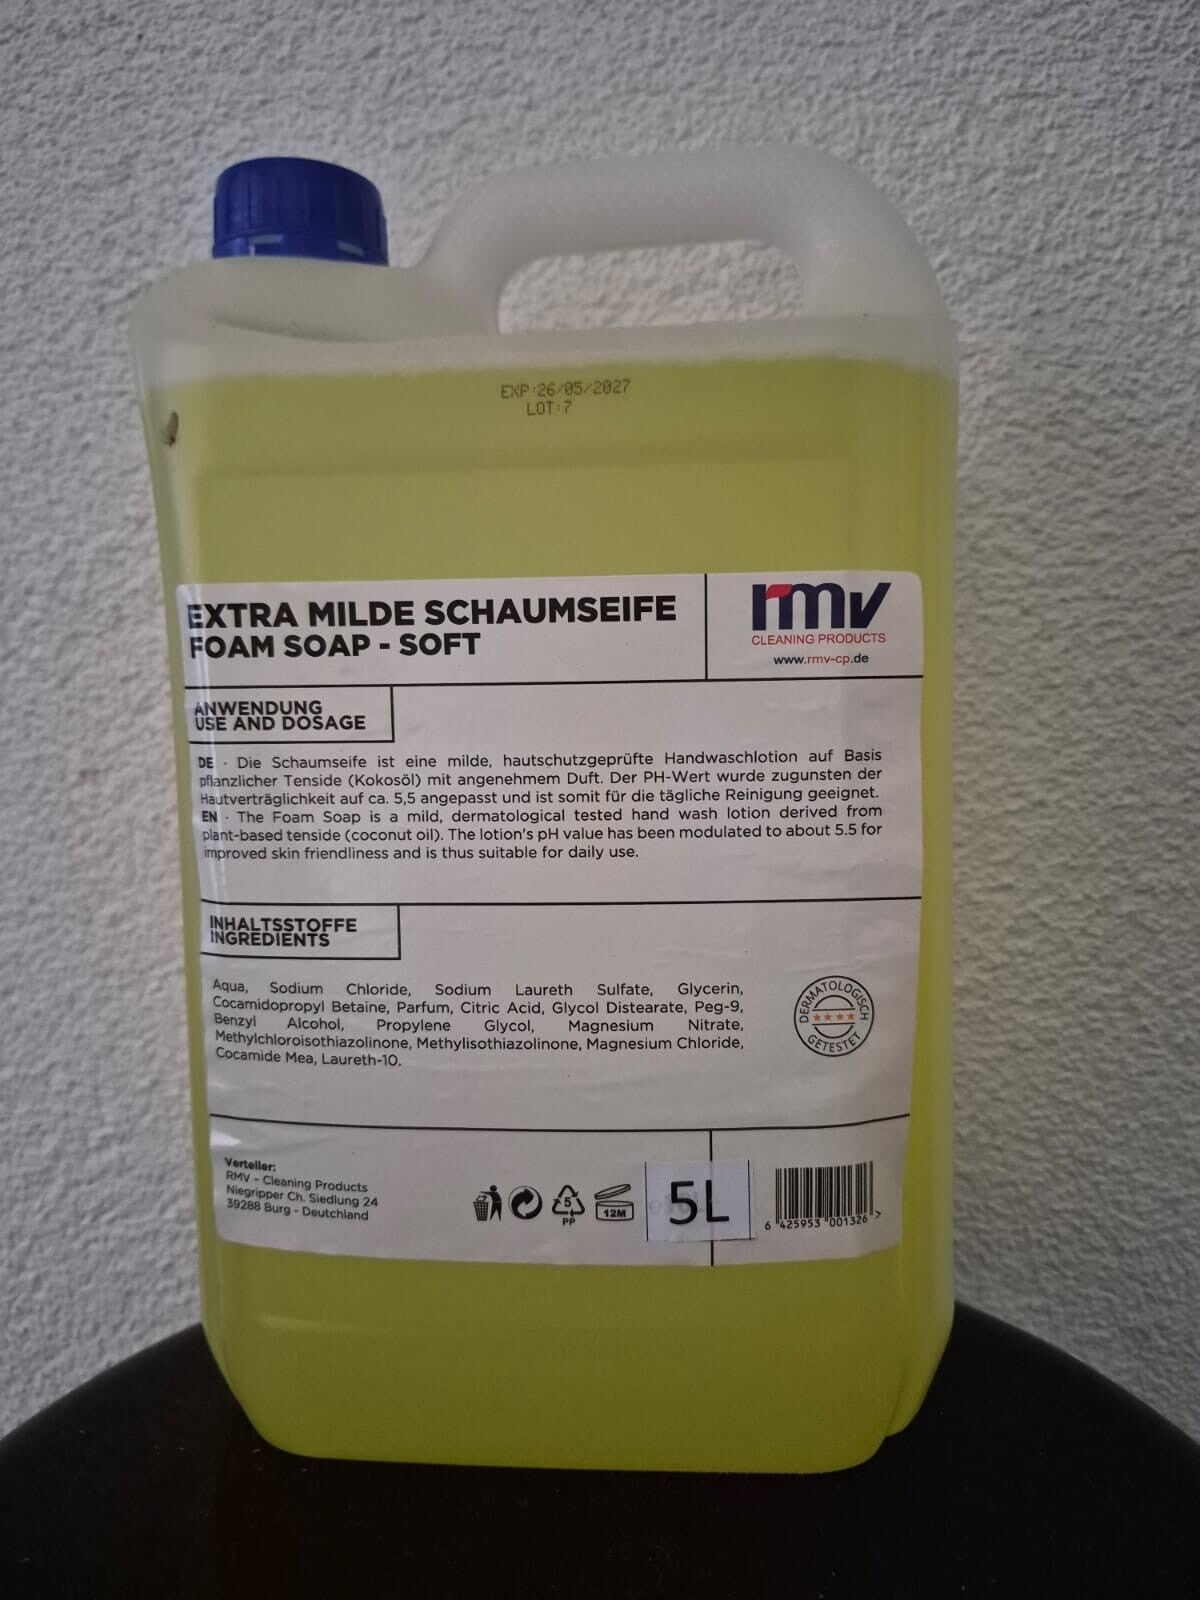 EXP:26/05/2027
LOT:7
EXTRA MILDE SCHAUMSEIFE
FOAM SOAP - SOFT
rmv
CLEANING PRODUCTS
www.rmv-cp.de
ANWENDUNG
USE AND DOSAGE
DE · Die Schaumseife ist eine milde, hautschutzgeprüfte Handwaschlotion auf Basis
pflanzlicher Tenside (Kokosöl) mit angenehmem Duft. Der PH-Wert wurde zugunsten der
Hautverträglichkeit auf ca. 5,5 angepasst und ist somit für die tägliche Reinigung geeignet.
EN · The Foam Soap is a mild, dermatological tested hand wash lotion derived from
plant-based tenside (coconut oil). The lotion's pH value has been modulated to about 5.5 for
improved skin friendliness and is thus suitable for daily use.
INHALTSSTOFFE
INGREDIENTS
Aqua, Sodium Chloride, Sodium Laureth Sulfate, Glycerin,
Cocamidopropyl Betaine, Parfum, Citric Acid, Glycol Distearate, Peg-9,
Benzyl Alcohol, Propylene Glycol, Magnesium Nitrate,
Methylchloroisothiazolinone, Methylisothiazolinone, Magnesium Chloride,
Cocamide Mea, Laureth-10.
DERMATOLOGISCH
GETESTET
Verteiler:
RMV - Cleaning Products
Niegripper Ch. Siedlung 24
39288 Burg - Deutchland
5
PP
12M
5L
6 425953 001326 >